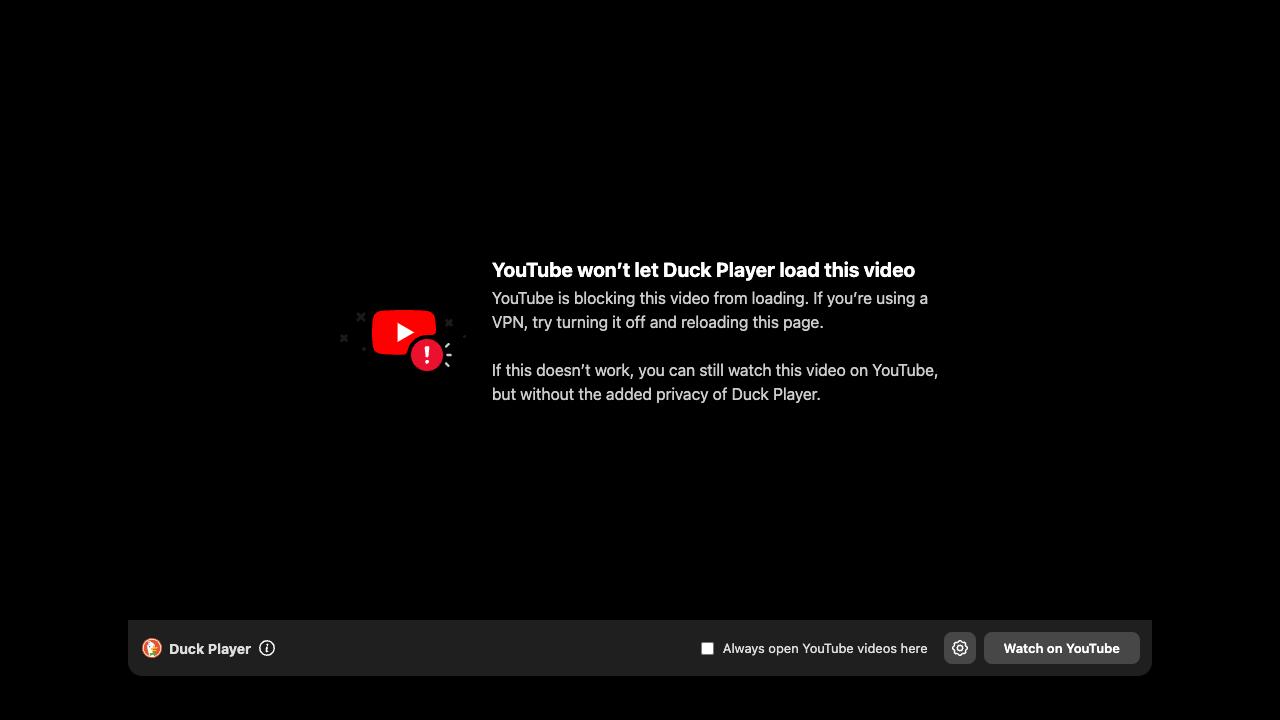 YouTube won’t let Duck Player load this video
YouTube is blocking this video from loading. If you’re using a
VPN, try turning it off and reloading this page.
If this doesn’t work, you can still watch this video on YouTube,
but without the added privacy of Duck Player.
Duck Player
Always open YouTube videos here
Watch on YouTube